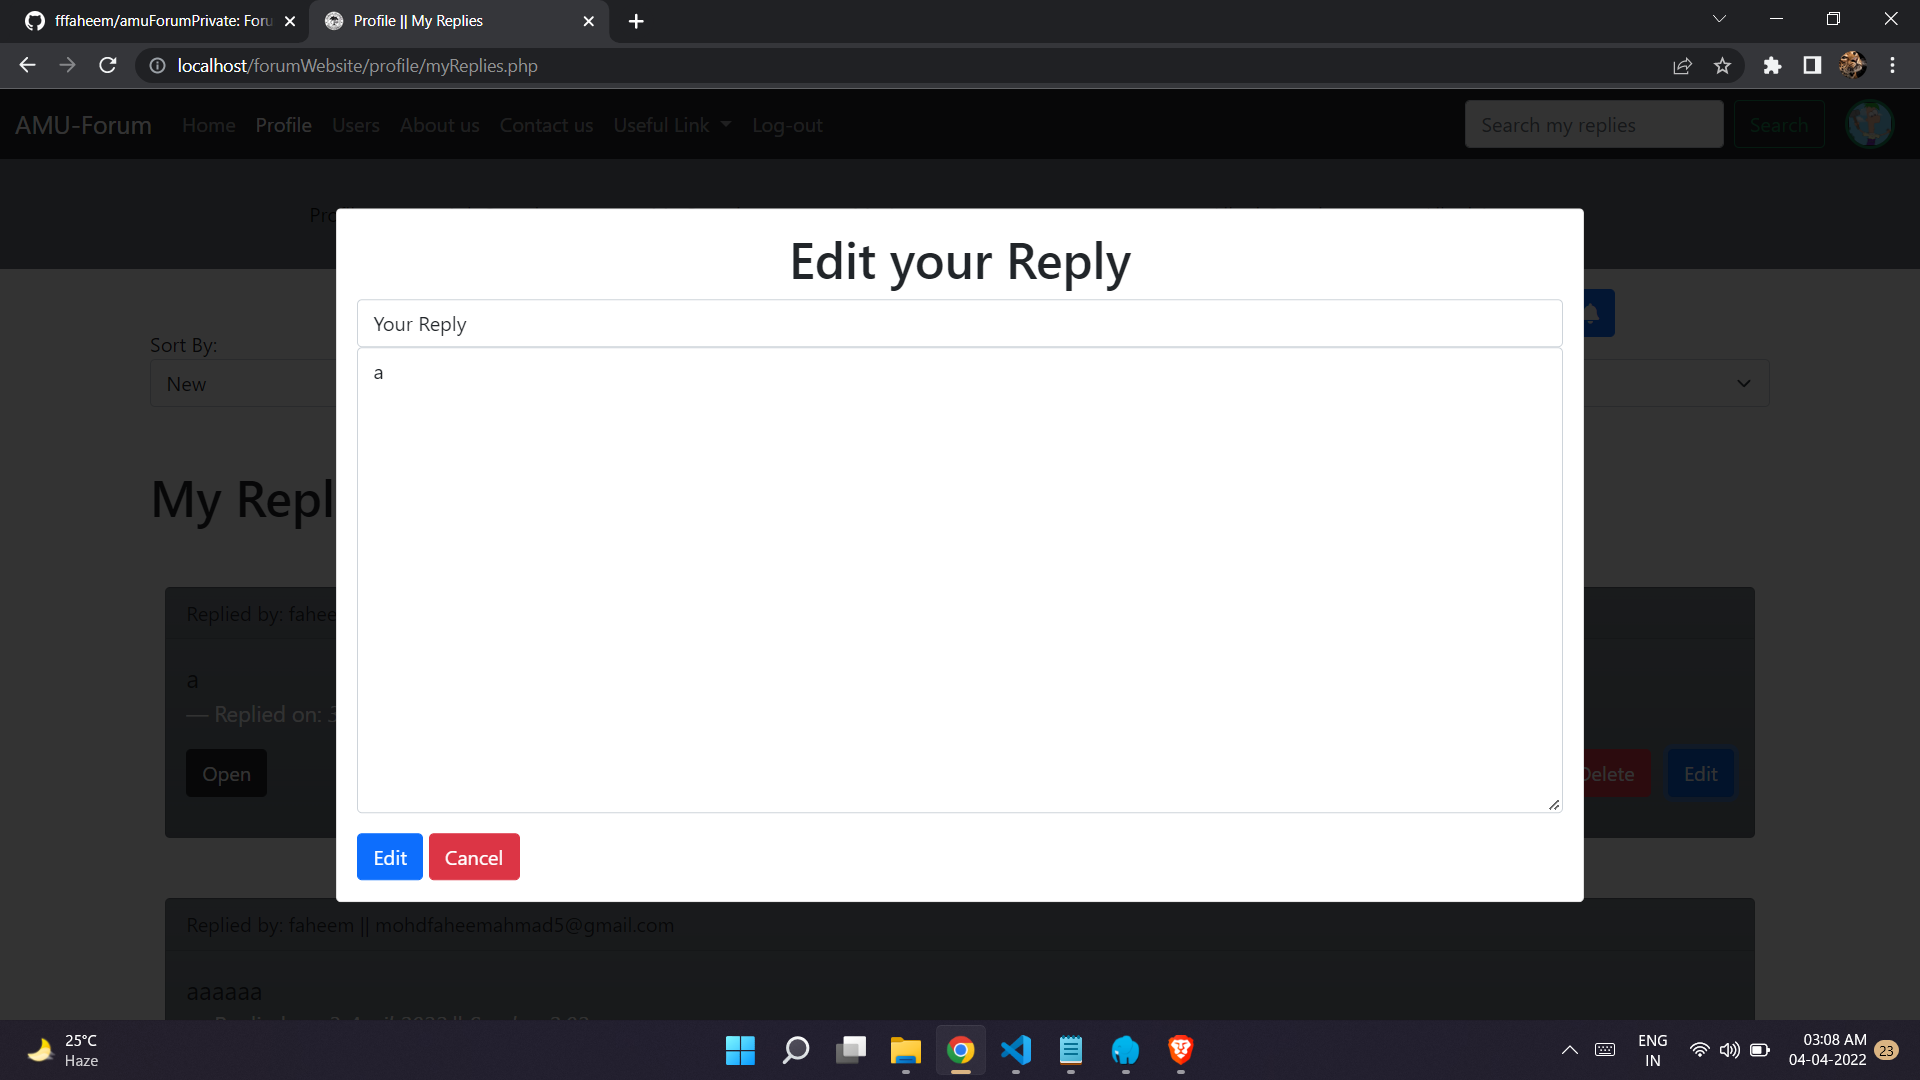 fffaheem/amuForumPrivate: Foru
Profile || My Replies
localhost/forumWebsite/profile/myReplies.php
AMU-Forum Home Profile Users About us Contact us Useful Link Log-out Search my replies Search
Edit your Reply
Your Reply
Sort By:
a
New
My Repl
Replied by: fahee
a
— Replied on: 3
Open Delete Edit
Edit Cancel
Replied by: faheem || mohdfaheemahmad5@gmail.com
aaaaaa
25°C
Haze
ENG
IN
03:08 AM
04-04-2022
23